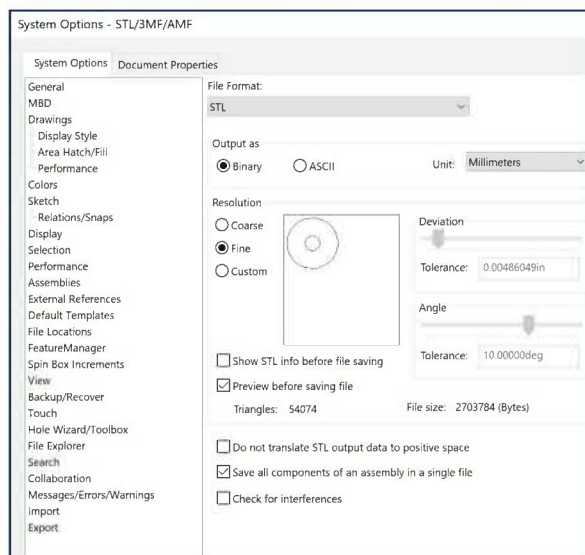 System Options - STL/3MF/AMF
System Options
Document Properties
General
MBD
Drawings
Display Style
Area Hatch/Fill
Performance
Colors
Sketch
Relations/Snaps
Display
Selection
Performance
Assemblies
External References
Default Templates
File Locations
FeatureManager
Spin Box Increments
View
Backup/Recover
Touch
Hole Wizard/Toolbox
File Explorer
Search
Collaboration
Messages/Errors/Warnings
Import
Export
File Format:
STL
Output as
Binary
ASCII
Unit:
Millimeters
Resolution
Coarse
Fine
Custom
Deviation
Tolerance:
0.00486049in
Angle
Tolerance:
10.00000deg
Show STL info before file saving
Preview before saving file
Triangles: 54074
File size: 2703784 (Bytes)
Do not translate STL output data to positive space
Save all components of an assembly in a single file
Check for interferences